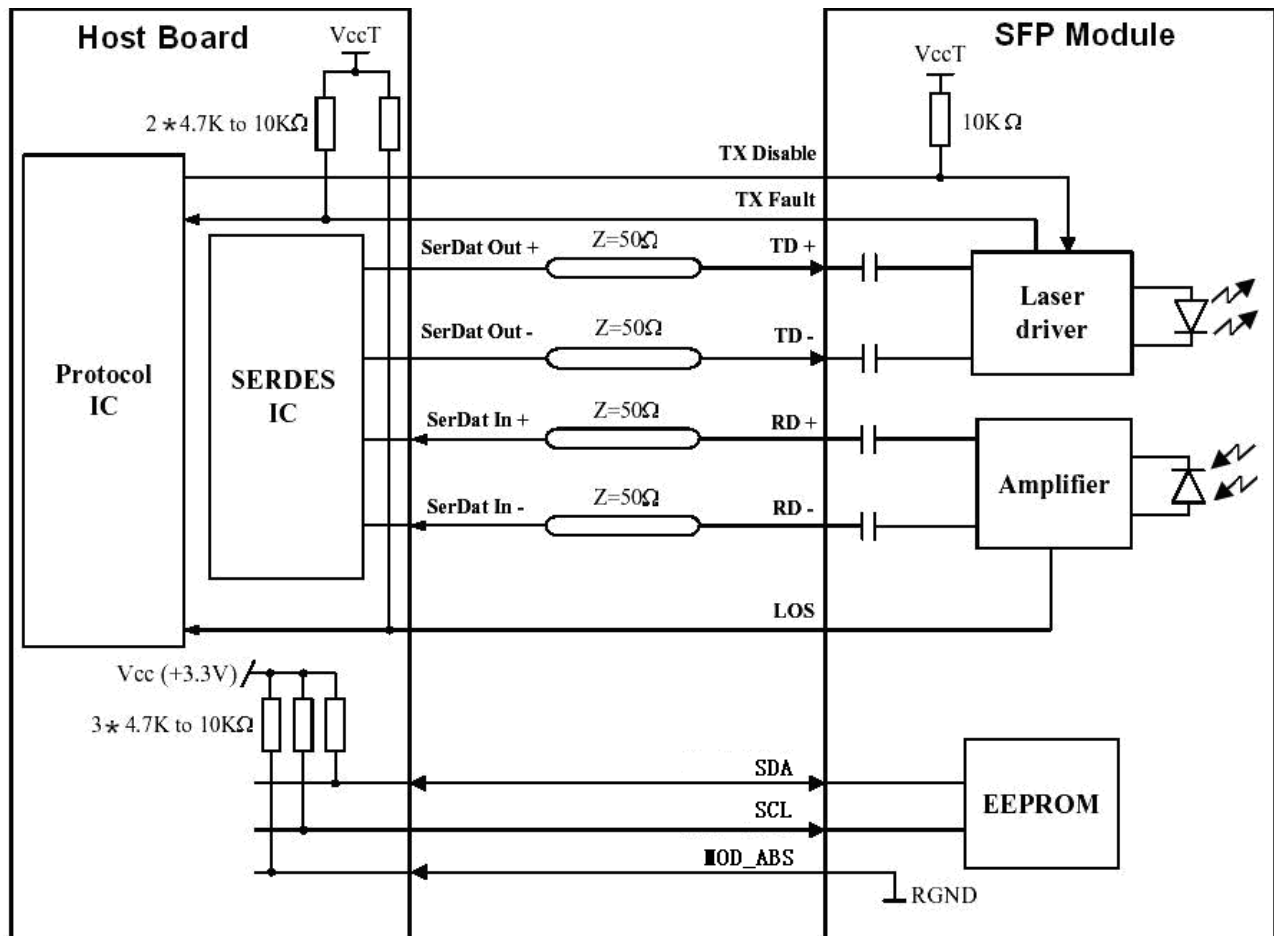 Host Board
SFP Module
VccT
VccT
2*4.7K to 10KΩ
10KΩ
TX Disable
TX Fault
SerDat Out +
Z=50Ω
TD +
Laser
driver
SerDat Out -
Z=50Ω
TD -
Protocol
IC
SERDES
IC
SerDat In +
Z=50Ω
RD +
Amplifier
SerDat In -
Z=50Ω
RD -
LOS
Vcc (+3.3V)
3*4.7K to 10KΩ
SDA
SCL
EEPROM
MOD_ABS
RGND